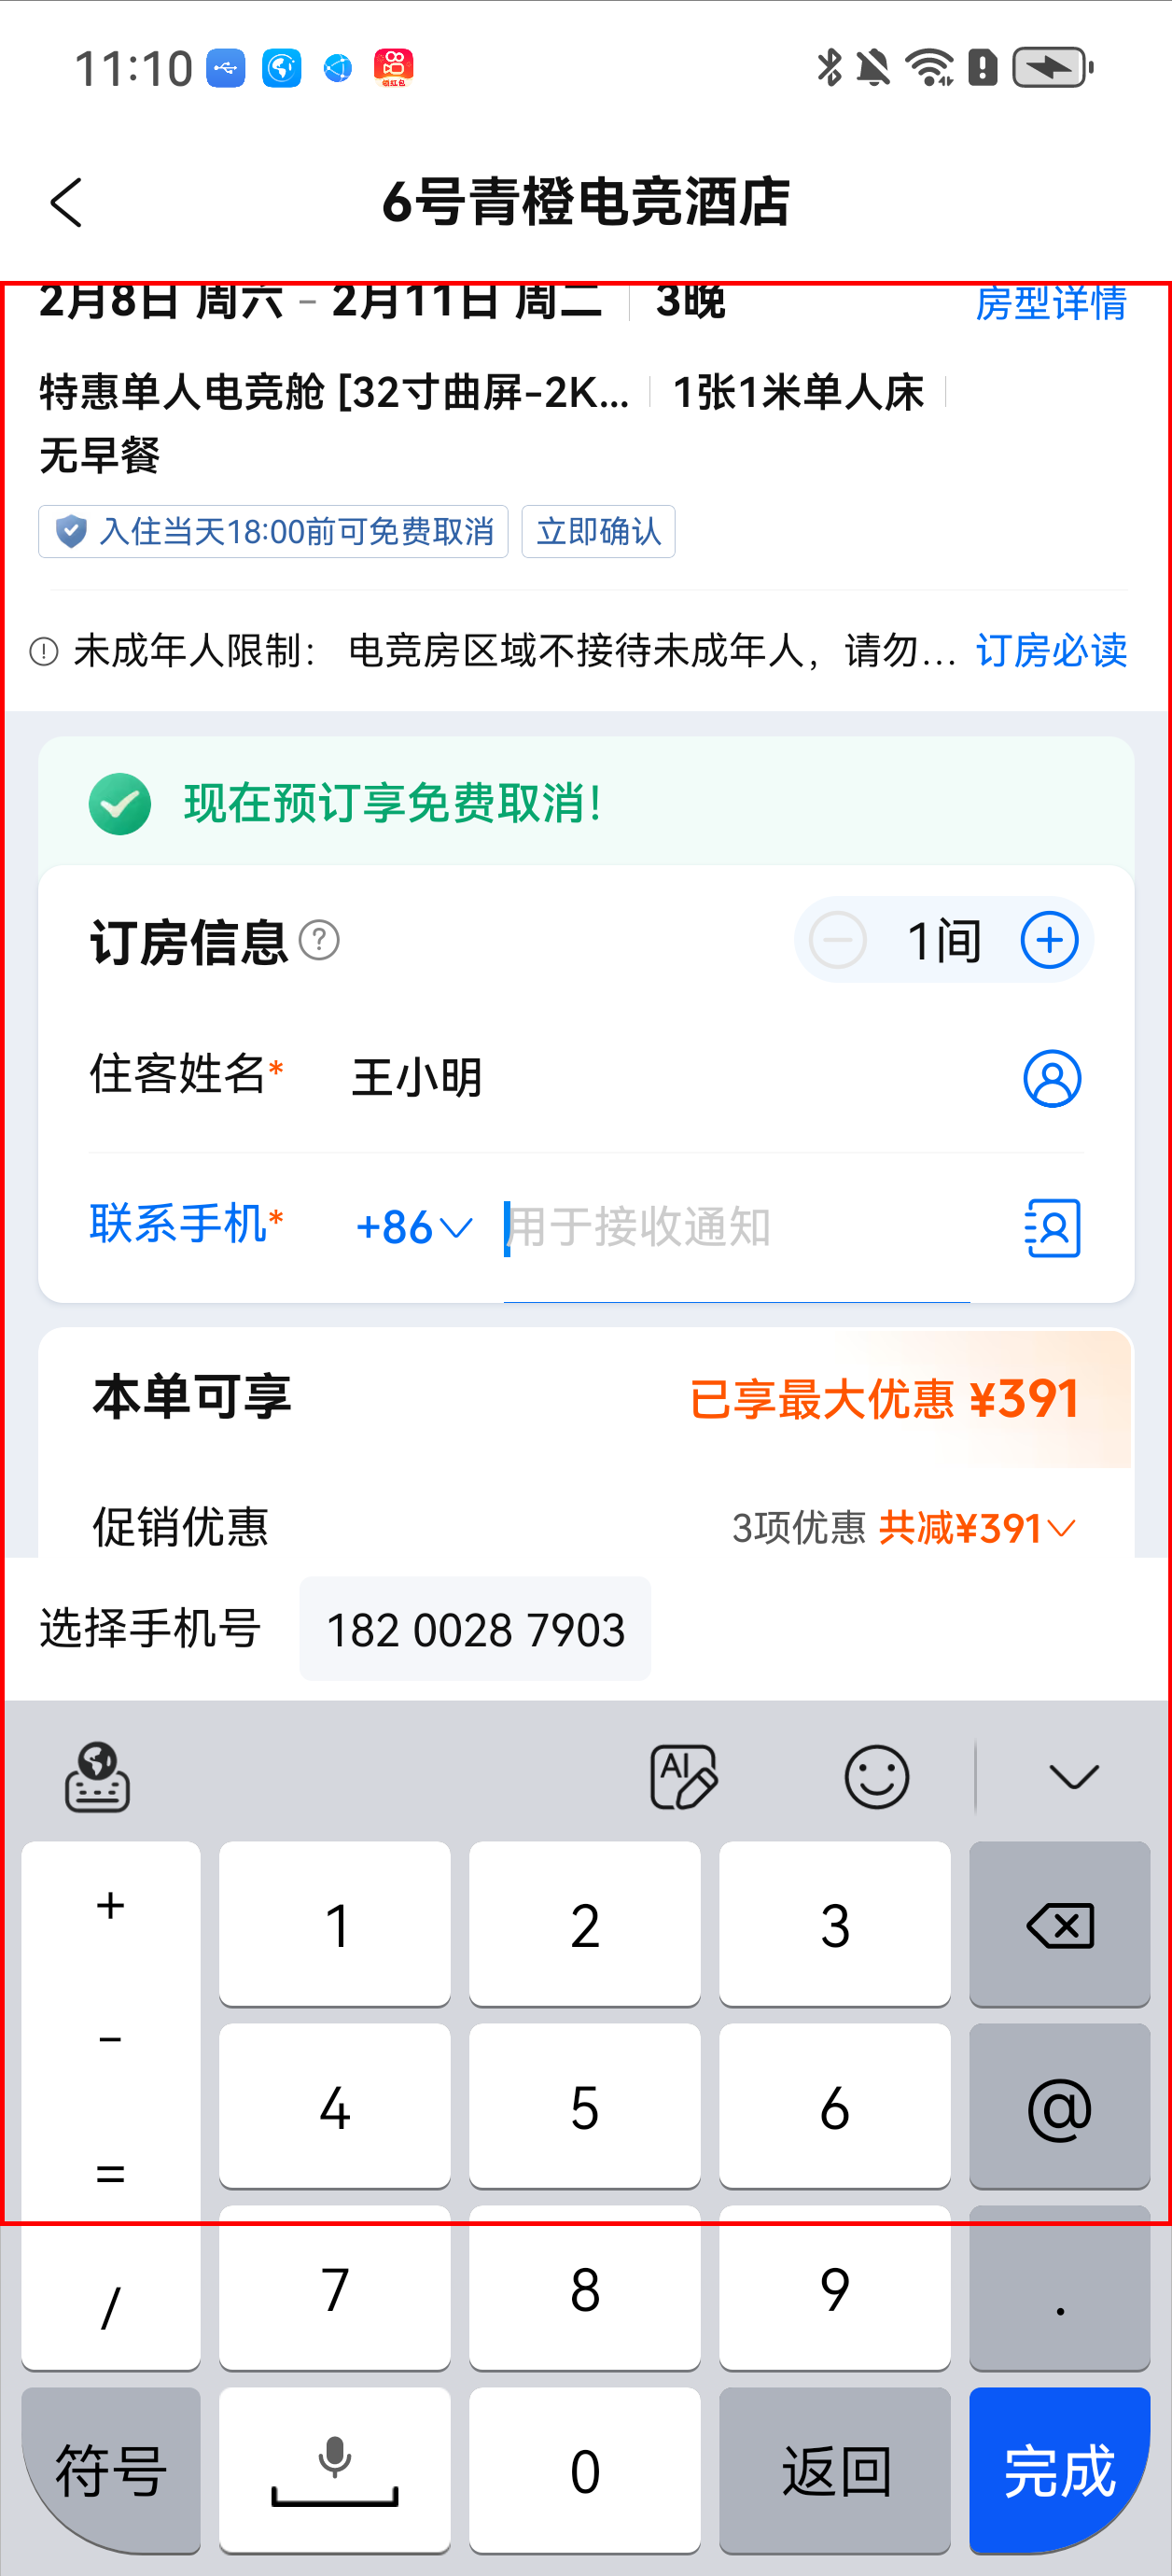 11:10
领红包
6号青橙电竞酒店
2月8日 周六 - 2月11日 周二 3晚 房型详情
特惠单人电竞舱 [32寸曲屏-2K... 1张1米单人床
无早餐
入住当天18:00前可免费取消 立即确认
未成年人限制： 电竞房区域不接待未成年人，请勿... 订房必读
现在预订享免费取消！
订房信息 ? 1间
住客姓名* 王小明
联系手机* +86 用于接收通知
本单可享 已享最大优惠 ¥391
促销优惠 3项优惠 共减¥391
选择手机号 182 0028 7903
AI
+ 1 2 3
-
4 5 6 @
=
7 8 9 .
/
符号 0 返回 完成